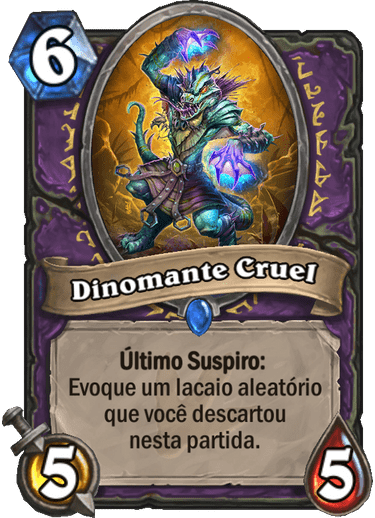 6
Dinomante Cruel
Último Suspiro:
Evoque um lacaio aleatório
que você descartou
nesta partida.
5
5